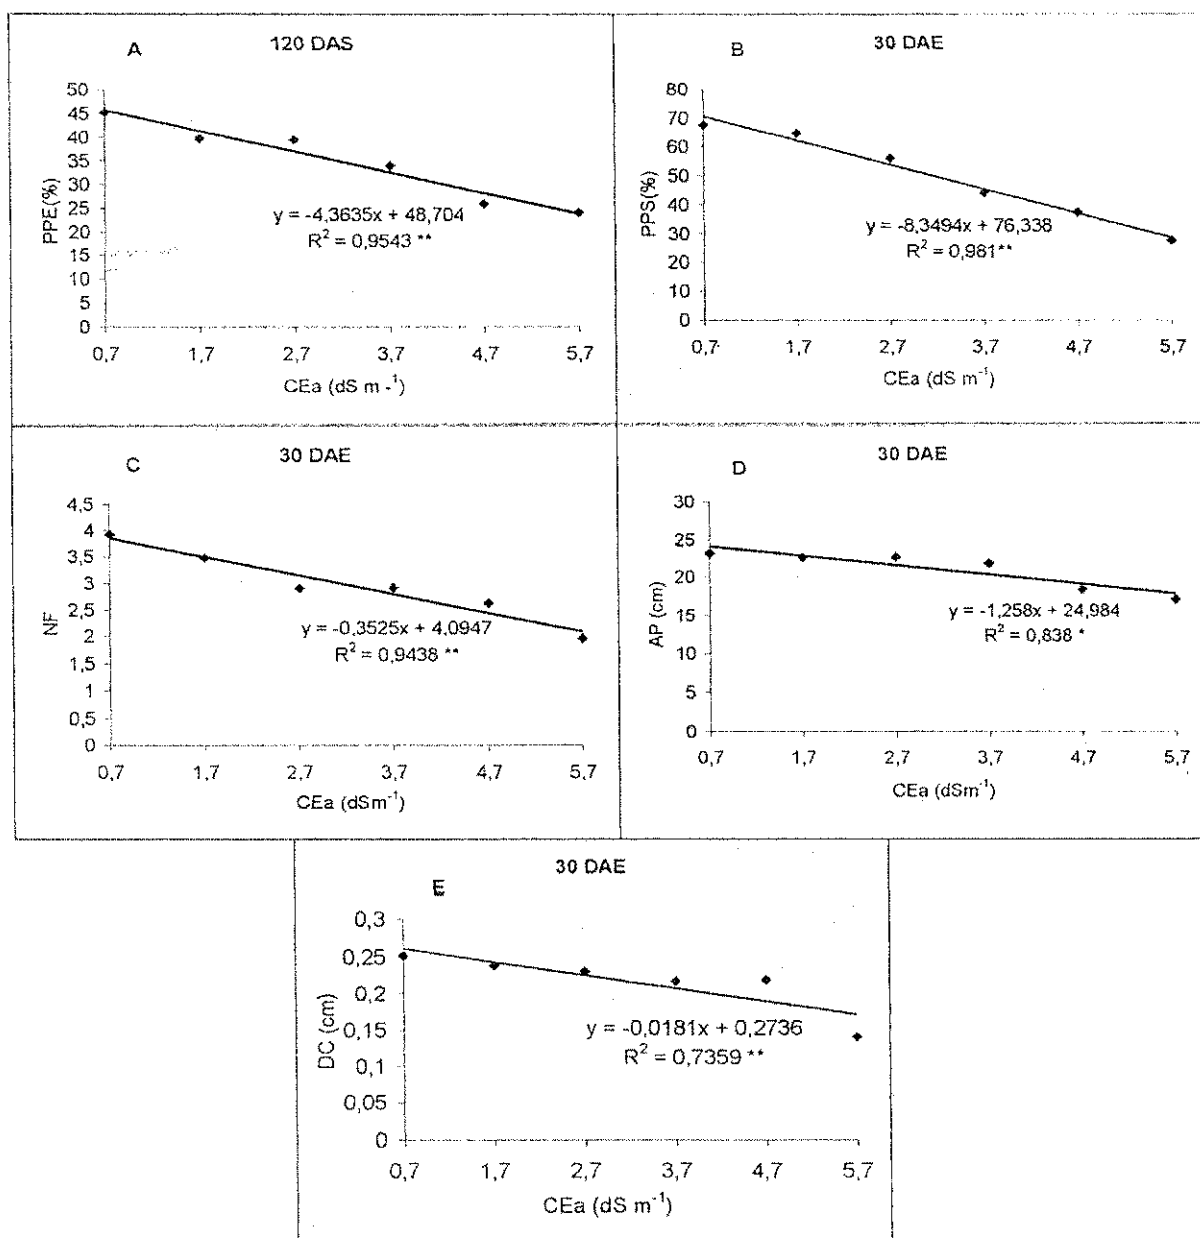 A
120 DAS
PPE(%)
50
45
40
35
30
25
20
15
10
5
0
y = -4,3635x + 48,704
R² = 0,9543 **
0,7 1,7 2,7 3,7 4,7 5,7
CEa (dS m -¹)
B
30 DAE
PPS(%)
80
70
60
50
40
30
20
10
0
y = -8,3494x + 76,338
R² = 0,981**
0,7 1,7 2,7 3,7 4,7 5,7
CEa (dS m⁻¹)
C
30 DAE
NF
4,5
4
3,5
3
2,5
2
1,5
1
0,5
0
y = -0,3525x + 4,0947
R² = 0,9438 **
0,7 1,7 2,7 3,7 4,7 5,7
CEa (dSm⁻¹)
D
30 DAE
AP (cm)
30
25
20
15
10
5
0
y = -1,258x + 24,984
R² = 0,838 *
0,7 1,7 2,7 3,7 4,7 5,7
CEa (dSm⁻¹)
E
30 DAE
DC (cm)
0,3
0,25
0,2
0,15
0,1
0,05
0
y = -0,0181x + 0,2736
R² = 0,7359 **
0,7 1,7 2,7 3,7 4,7 5,7
CEa (dS m⁻¹)